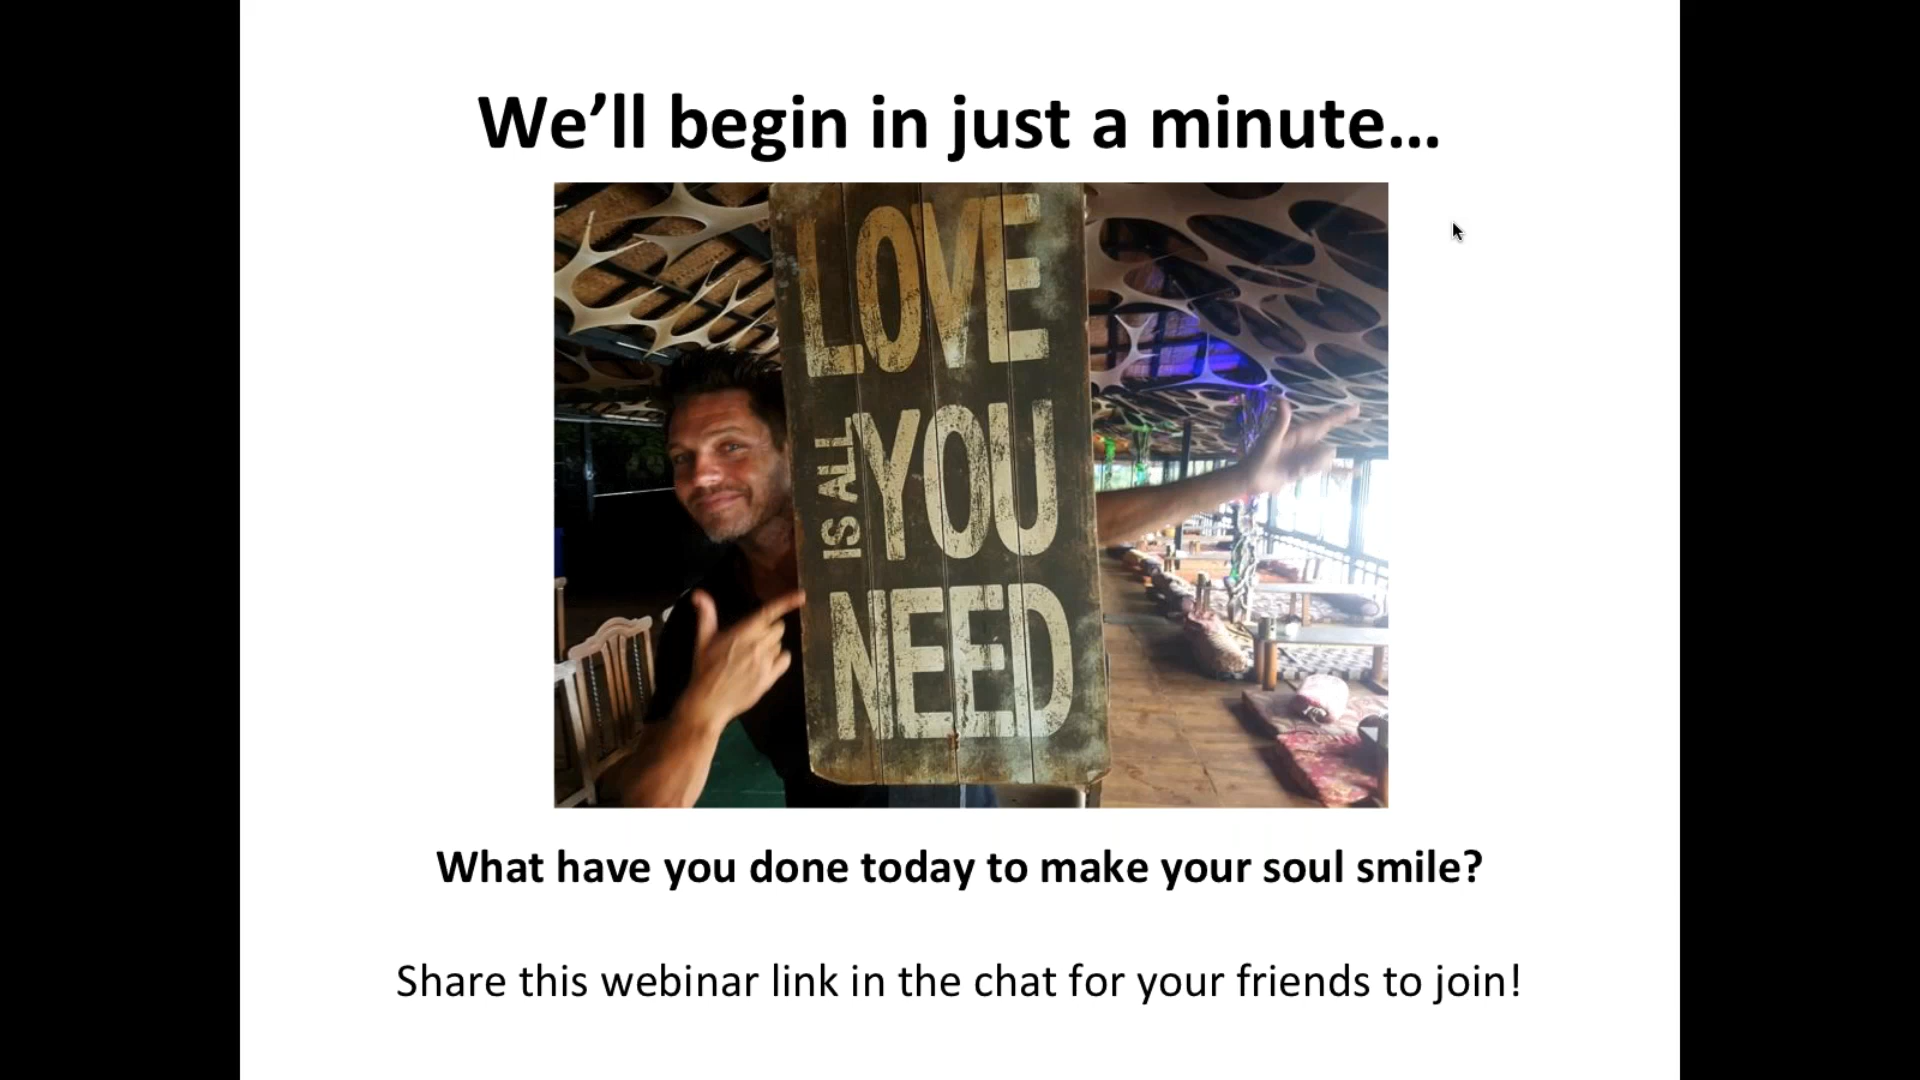 We’ll begin in just a minute…
LOVE
IS ALL YOU
NEED
What have you done today to make your soul smile?
Share this webinar link in the chat for your friends to join!